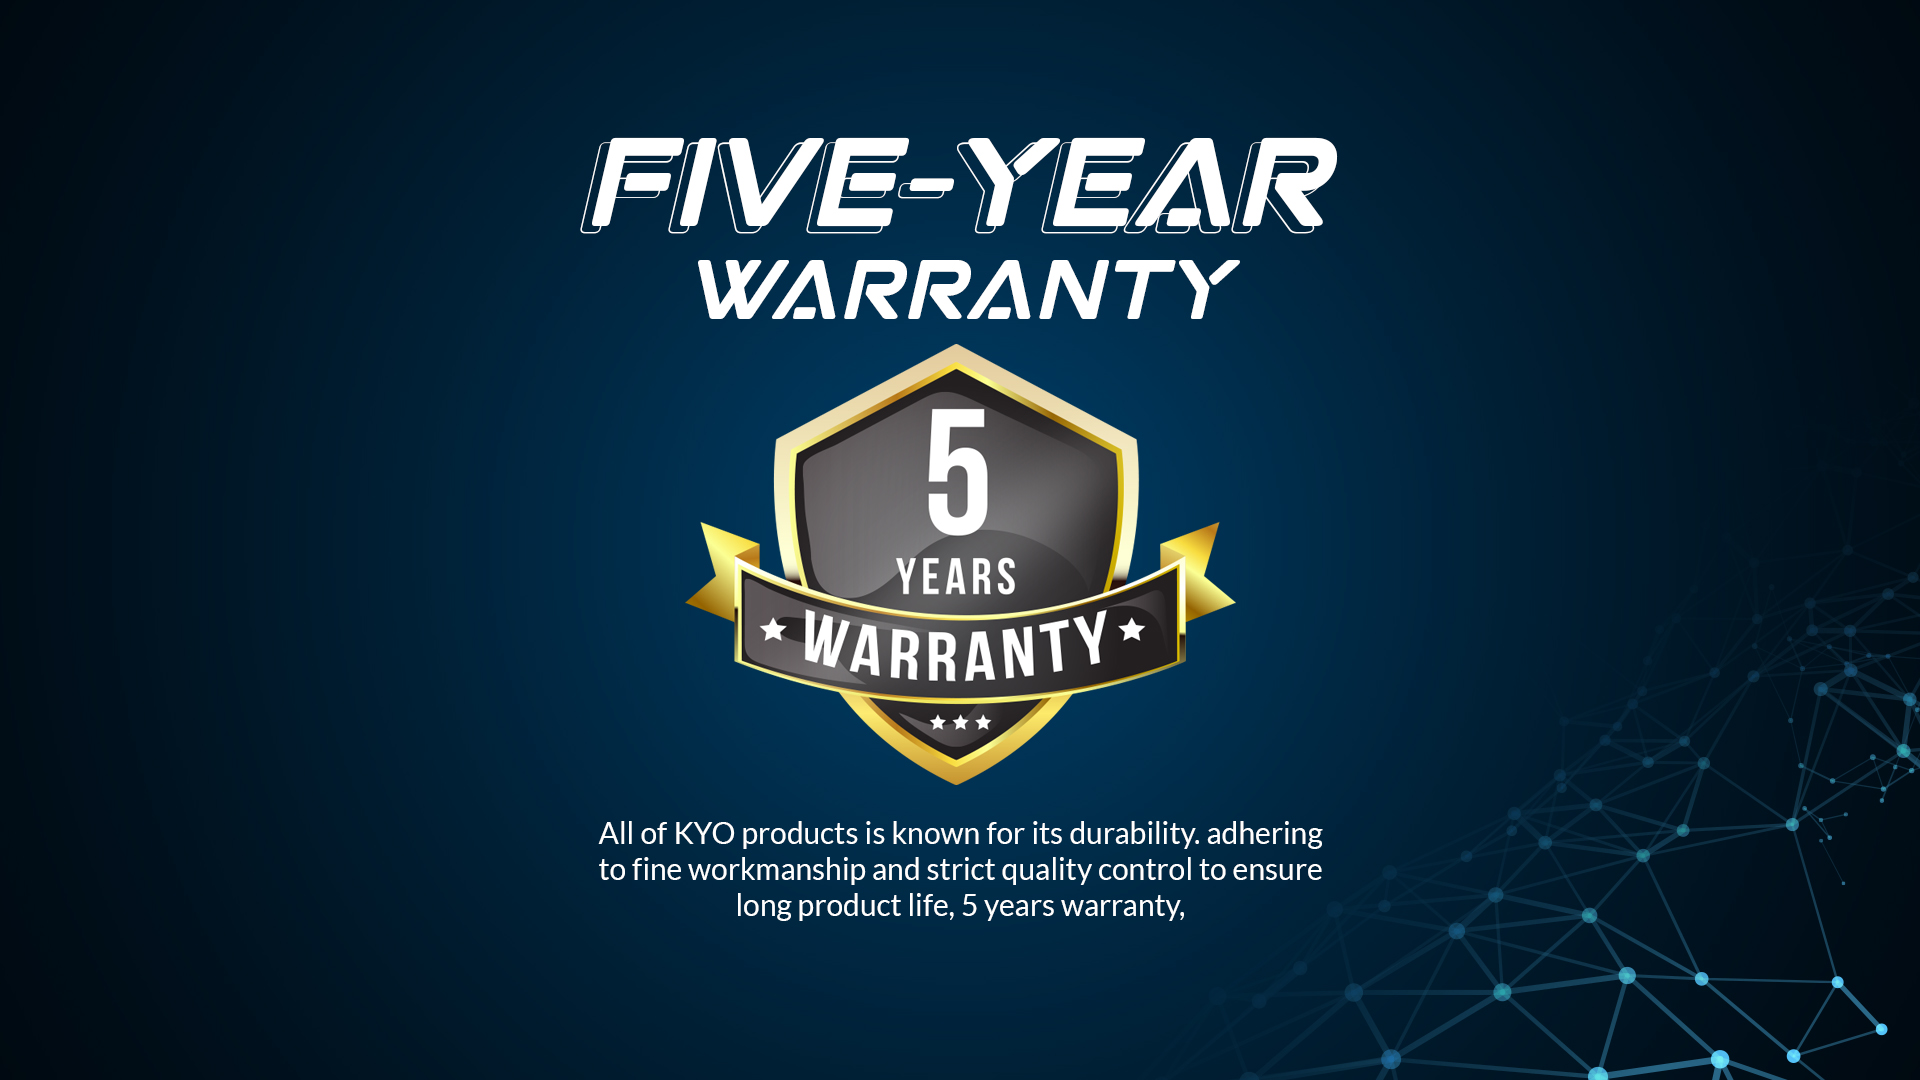 FIVE-YEAR
WARRANTY
5
YEARS
WARRANTY
All of KYO products is known for its durability. adhering
to fine workmanship and strict quality control to ensure
long product life, 5 years warranty,